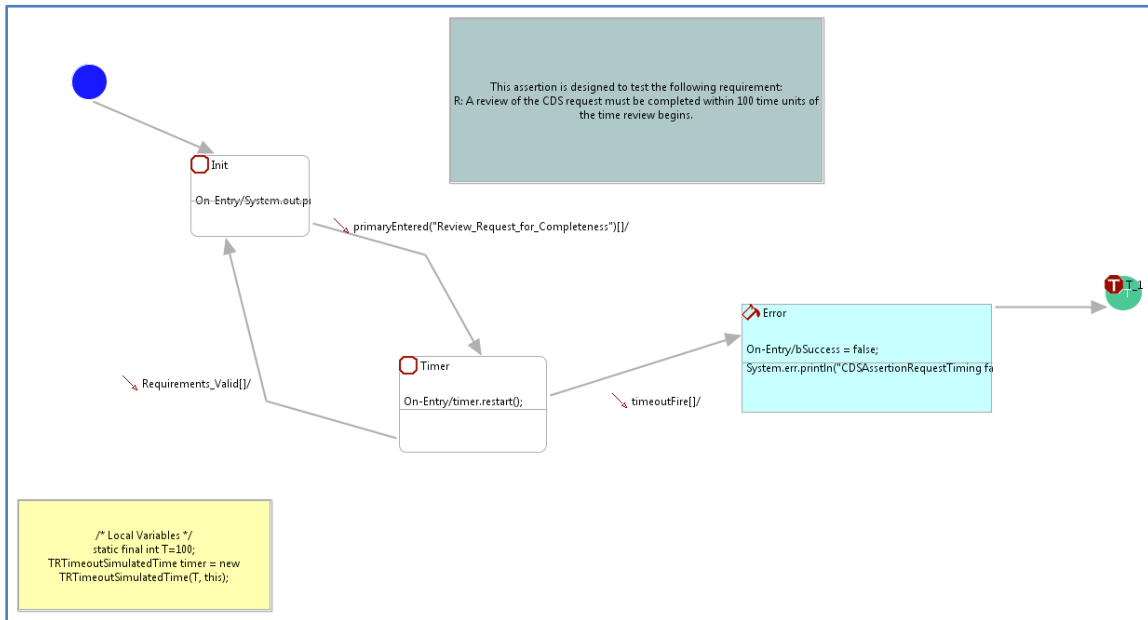 This assertion is designed to test the following requirement:
R: A review of the CDS request must be completed within 100 time units of
the time review begins.
Init
On-Entry/System.out.p
primaryEntered("Review_Request_for_Completeness")[]/
T
T_1
Error
On-Entry/bSuccess = false;
System.err.println("CDSAssertionRequestTiming fa
Timer
On-Entry/timer.restart();
Requirements_Valid[]/
timeoutFire[]/
/* Local Variables */
static final int T=100;
TRTimeoutSimulatedTime timer = new
TRTimeoutSimulatedTime(T, this);